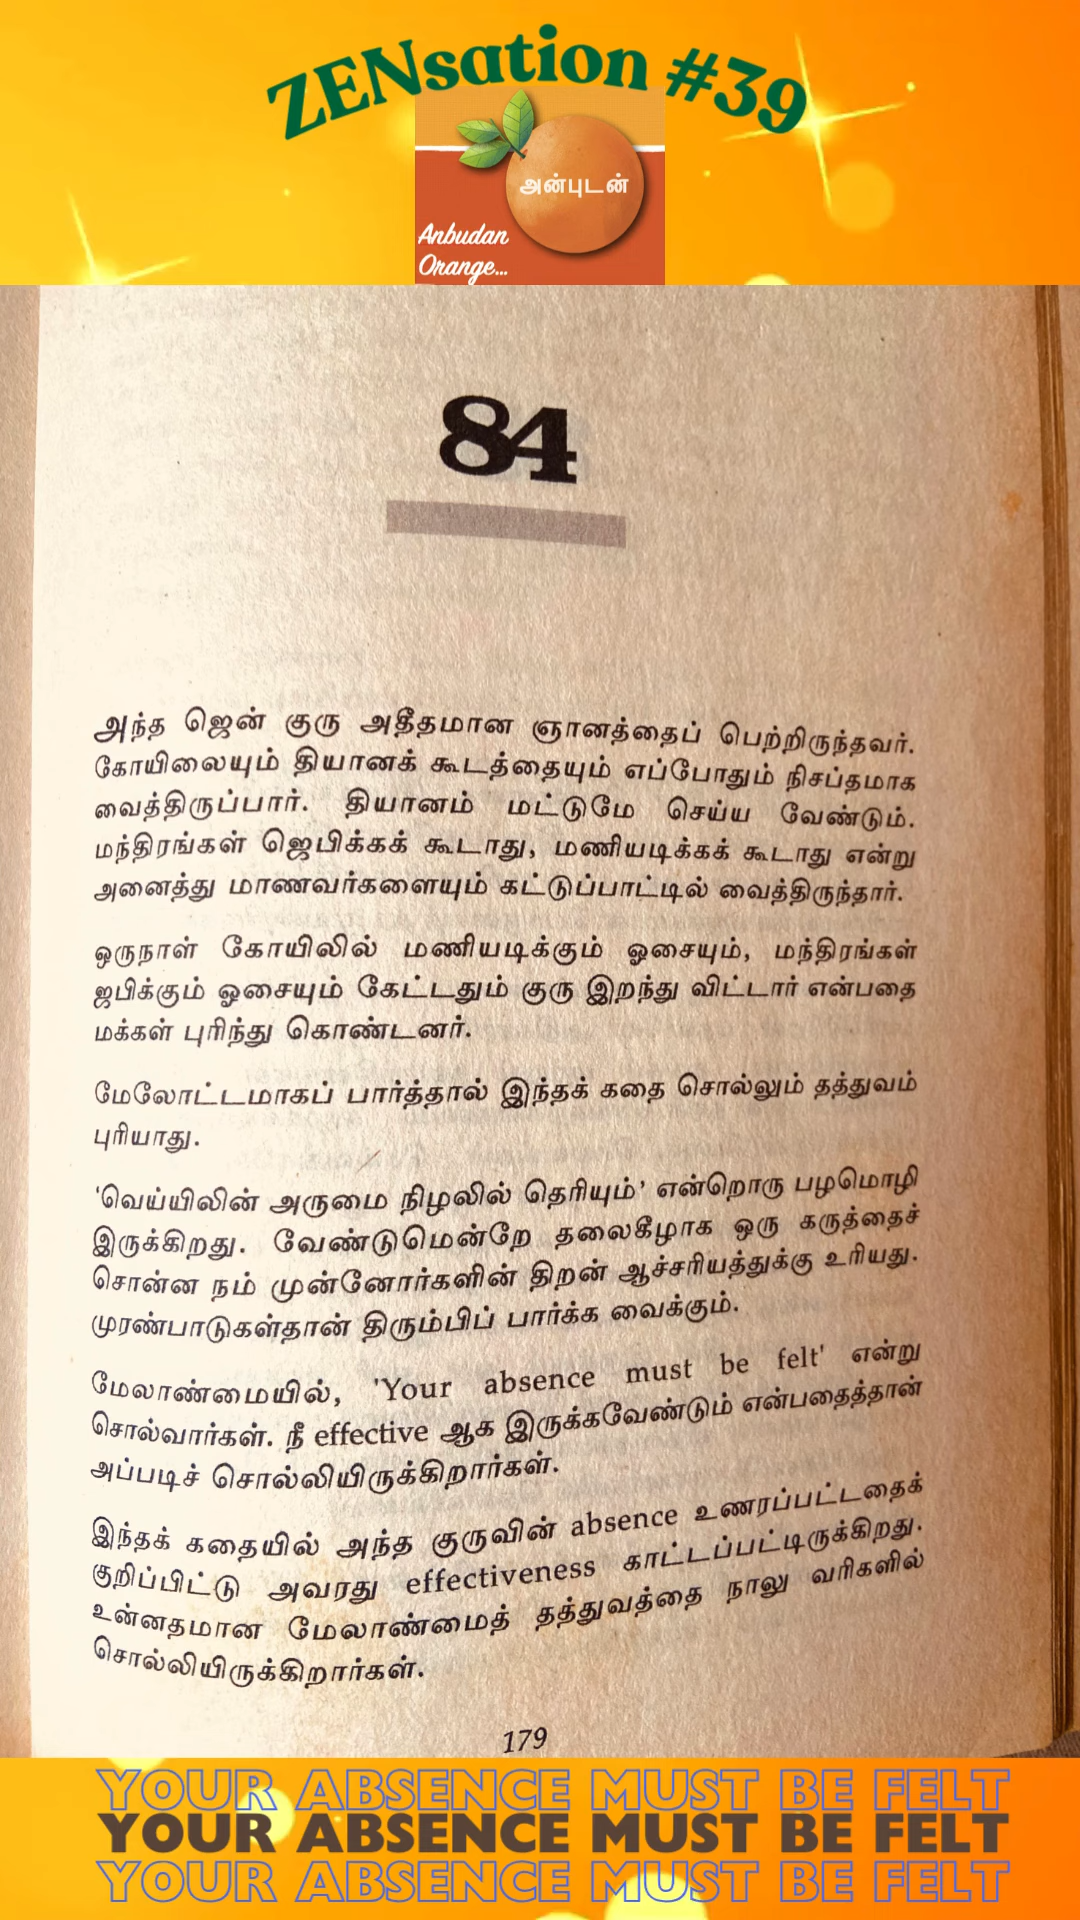 ZENsation #39
அன்புடன்
Anbudan
Orange...
84
அந்த ஜென் குரு அதீதமான ஞானத்தைப் பெற்றிருந்தவர்.
கோயிலையும் தியானக் கூடத்தையும் எப்போதும் நிசப்தமாக
வைத்திருப்பார். தியானம் மட்டுமே செய்ய வேண்டும்.
மந்திரங்கள் ஜெபிக்கக் கூடாது, மணியடிக்கக் கூடாது என்று
அனைத்து மாணவர்களையும் கட்டுப்பாட்டில் வைத்திருந்தார்.
ஒருநாள் கோயிலில் மணியடிக்கும் ஓசையும், மந்திரங்கள்
ஜபிக்கும் ஓசையும் கேட்டதும் குரு இறந்து விட்டார் என்பதை
மக்கள் புரிந்து கொண்டனர்.
மேலோட்டமாகப் பார்த்தால் இந்தக் கதை சொல்லும் தத்துவம்
புரியாது.
'வெய்யிலின் அருமை நிழலில் தெரியும்' என்றொரு பழமொழி
இருக்கிறது. வேண்டுமென்றே தலைகீழாக ஒரு கருத்தைச்
சொன்ன நம் முன்னோர்களின் திறன் ஆச்சரியத்துக்கு உரியது.
முரண்பாடுகள்தான் திரும்பிப் பார்க்க வைக்கும்.
மேலாண்மையில், 'Your absence must be felt' என்று
சொல்வார்கள். நீ effective ஆக இருக்கவேண்டும் என்பதைத்தான்
அப்படிச் சொல்லியிருக்கிறார்கள்.
இந்தக் கதையில் அந்த குருவின் absence உணரப்பட்டதைக்
குறிப்பிட்டு அவரது effectiveness காட்டப்பட்டிருக்கிறது.
உன்னதமான மேலாண்மைத் தத்துவத்தை நாலு வரிகளில்
சொல்லியிருக்கிறார்கள்.
179
YOUR ABSENCE MUST BE FELT
YOUR ABSENCE MUST BE FELT
YOUR ABSENCE MUST BE FELT